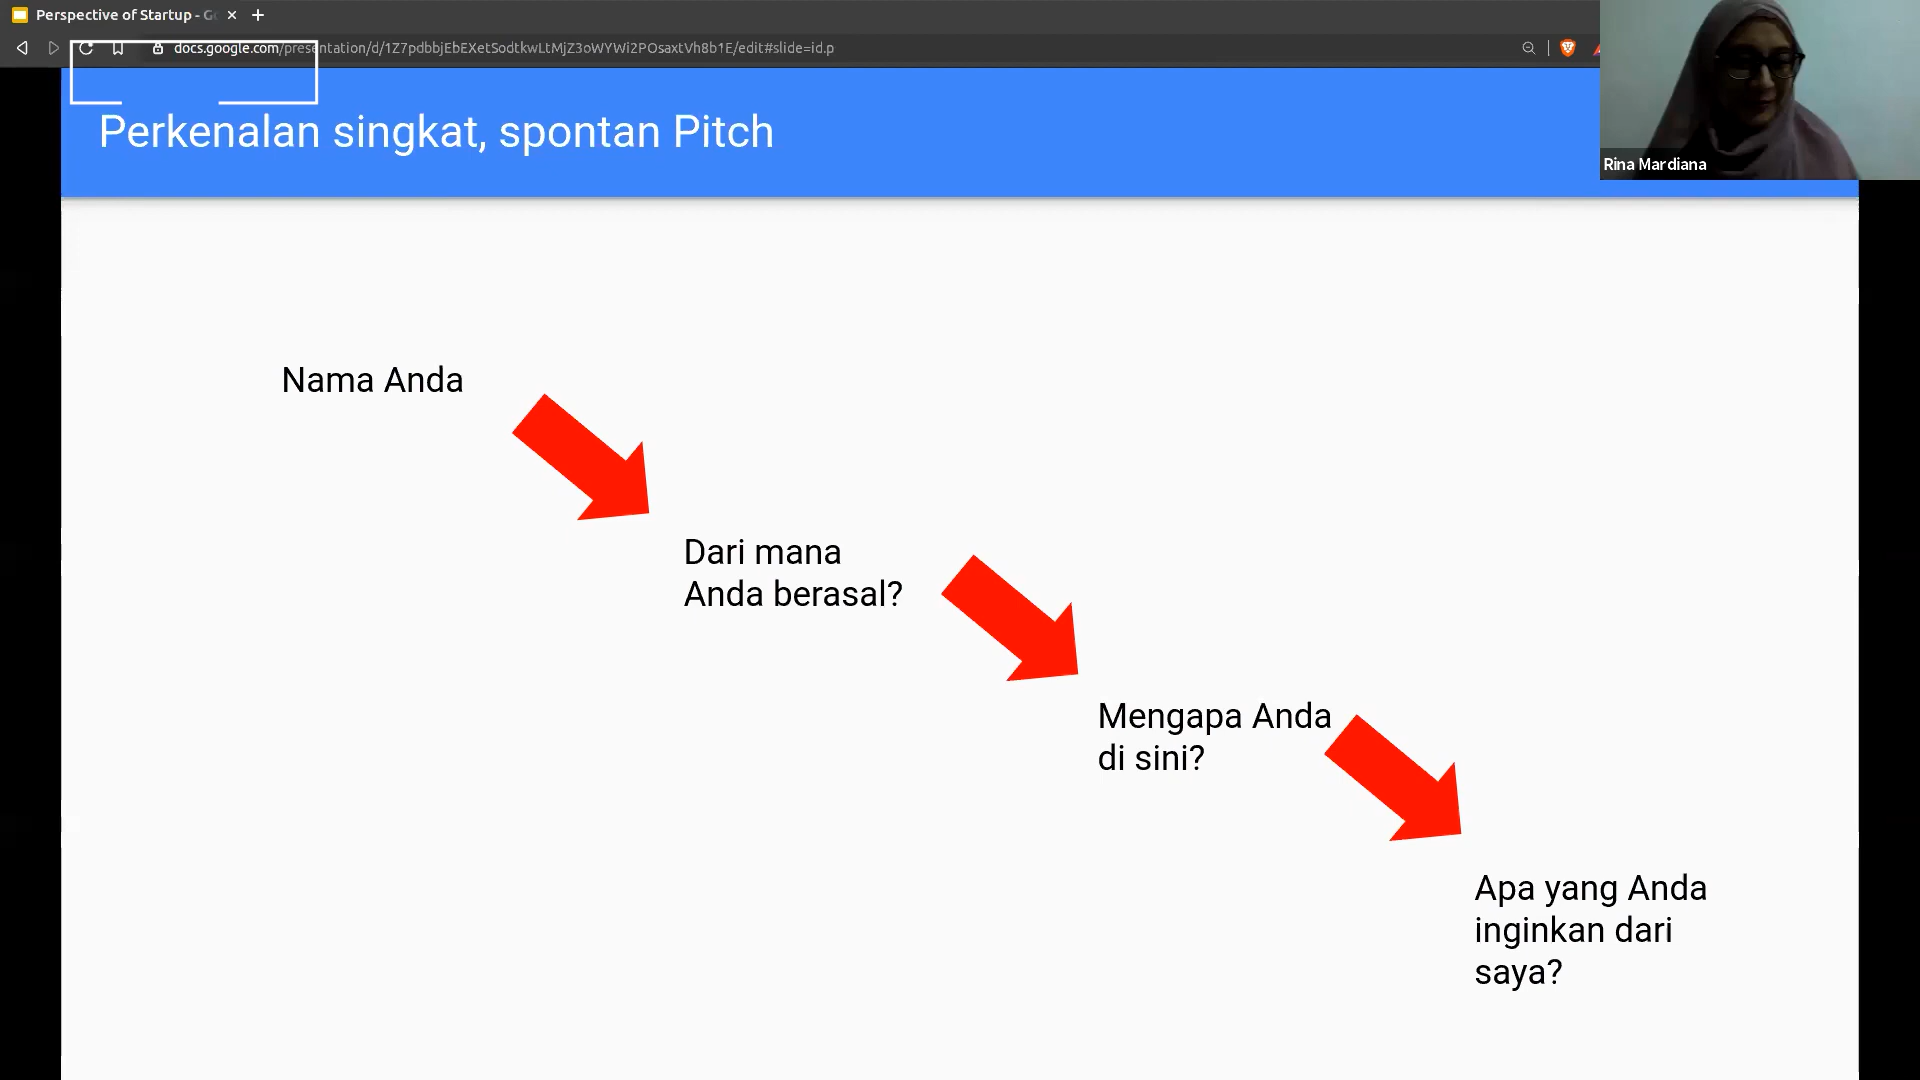 Perspective of Startup - Go
docs.google.com/presentation/d/1Z7pdbbjEbEXetSodtkwLtMjZ3oWYWi2POsaxtVh8b1E/edit#slide=id.p
Perkenalan singkat, spontan Pitch
Rina Mardiana
Nama Anda
Dari mana
Anda berasal?
Mengapa Anda
di sini?
Apa yang Anda
inginkan dari
saya?